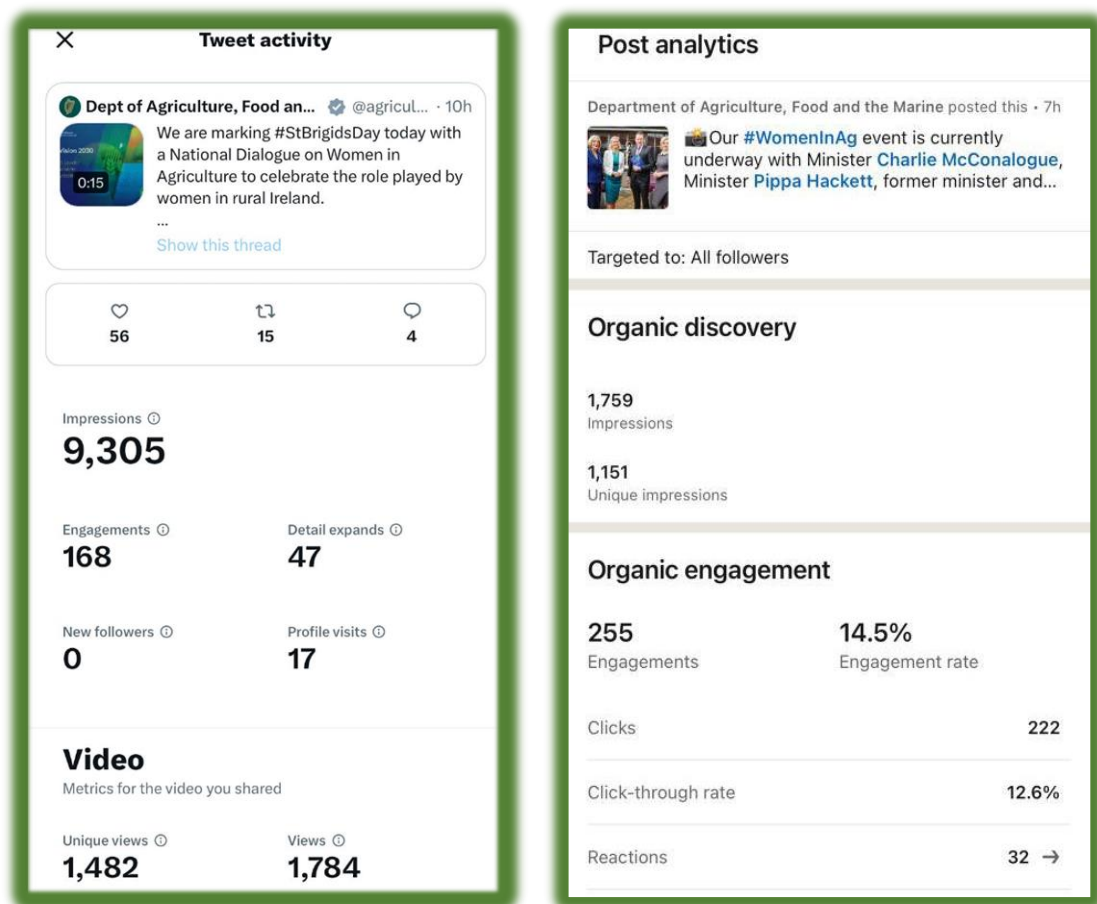 Tweet activity
Dept of Agriculture, Food an... @agricul... · 10h
We are marking #StBrigidsDay today with
a National Dialogue on Women in
Agriculture to celebrate the role played by
women in rural Ireland.
...
Show this thread
0:15
56 15 4
Impressions
9,305
Engagements Detail expands
168 47
New followers Profile visits
0 17
Video
Metrics for the video you shared
Unique views Views
1,482 1,784
Post analytics
Department of Agriculture, Food and the Marine posted this • 7h
📸Our #WomenInAg event is currently
underway with Minister Charlie McConalogue,
Minister Pippa Hackett, former minister and...
Targeted to: All followers
Organic discovery
1,759
Impressions
1,151
Unique impressions
Organic engagement
255 14.5%
Engagements Engagement rate
Clicks 222
Click-through rate 12.6%
Reactions 32 →